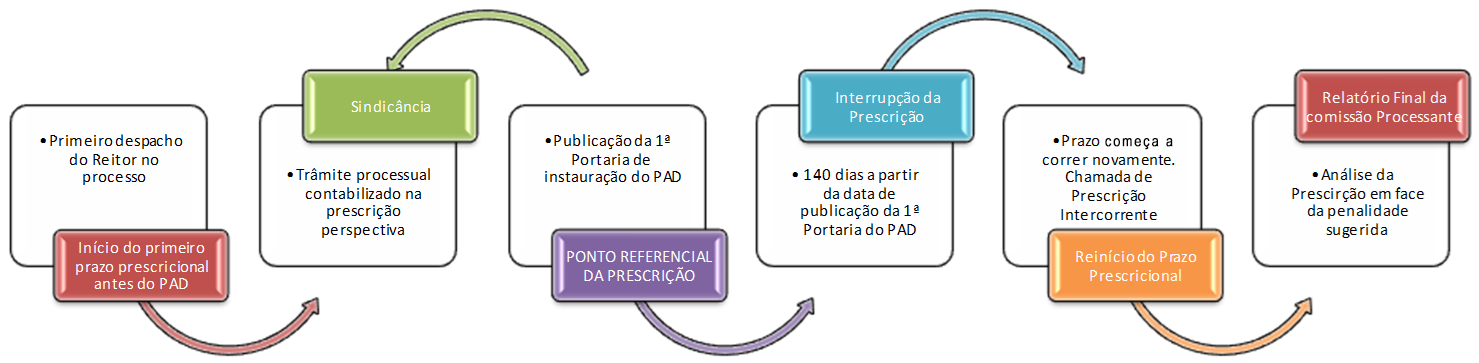 •Primeiro despacho
do Reitor no
processo
Início do primeiro
prazo prescricional
antes do PAD
Sindicância
•Trâmite processual
contabilizado na
prescrição
perspectiva
•Publicação da 1ª
Portaria de
instauração do PAD
PONTO REFERENCIAL
DA PRESCRIÇÃO
Interrupção da
Prescrição
•140 dias a partir
da data de
publicação da 1ª
Portaria do PAD
•Prazo começa a
correr novamente.
Chamada de
Prescrição
Intercorrente
Reinício do Prazo
Prescricional
Relatório Final da
comissão Processante
•Análise da
Prescirção em face
da penalidade
sugerida